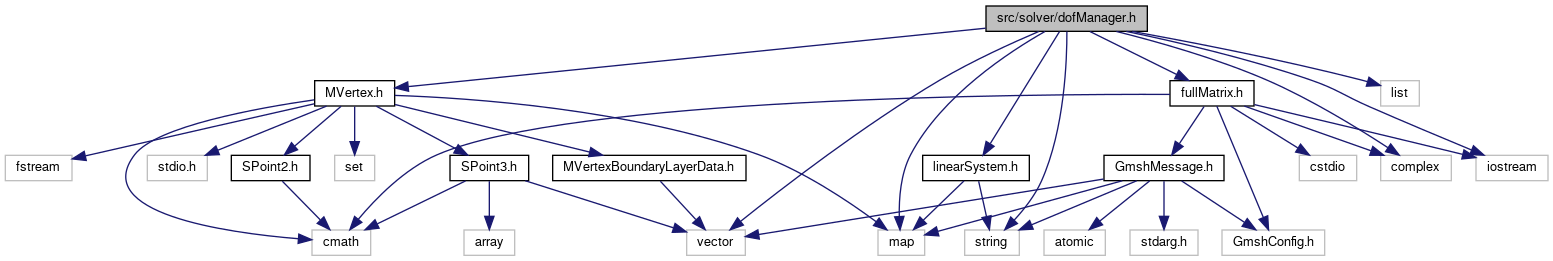 src/solver/dofManager.h
MVertex.h
fullMatrix.h
list
fstream
stdio.h
SPoint2.h
set
SPoint3.h
MVertexBoundaryLayerData.h
linearSystem.h
GmshMessage.h
cstdio
complex
iostream
cmath
array
vector
map
string
atomic
stdarg.h
GmshConfig.h